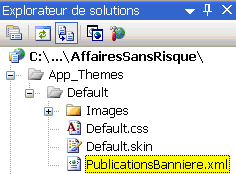 Explorateur de solutions
C:\...\AffairesSansRisque\
App_Themes
Default
Images
Default.css
Default.skin
PublicationsBanniere.xml